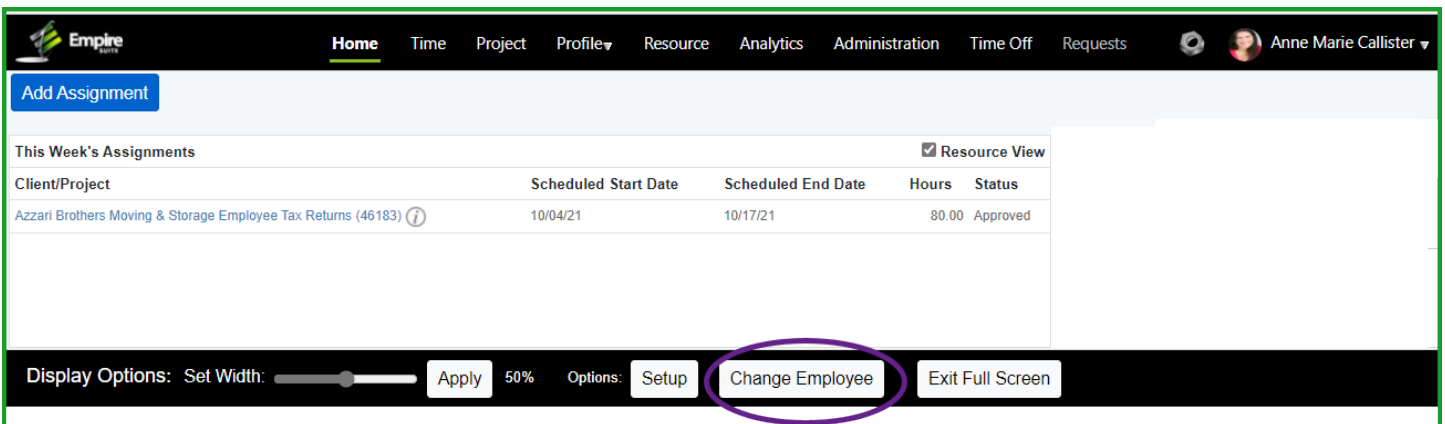 Empire SUITE Home Time Project Profile Resource Analytics Administration Time Off Requests Anne Marie Callister
Add Assignment
This Week's Assignments Resource View
Client/Project Scheduled Start Date Scheduled End Date Hours Status
Azzari Brothers Moving & Storage Employee Tax Returns (46183) i 10/04/21 10/17/21 80.00 Approved
Display Options: Set Width: Apply 50% Options: Setup Change Employee Exit Full Screen